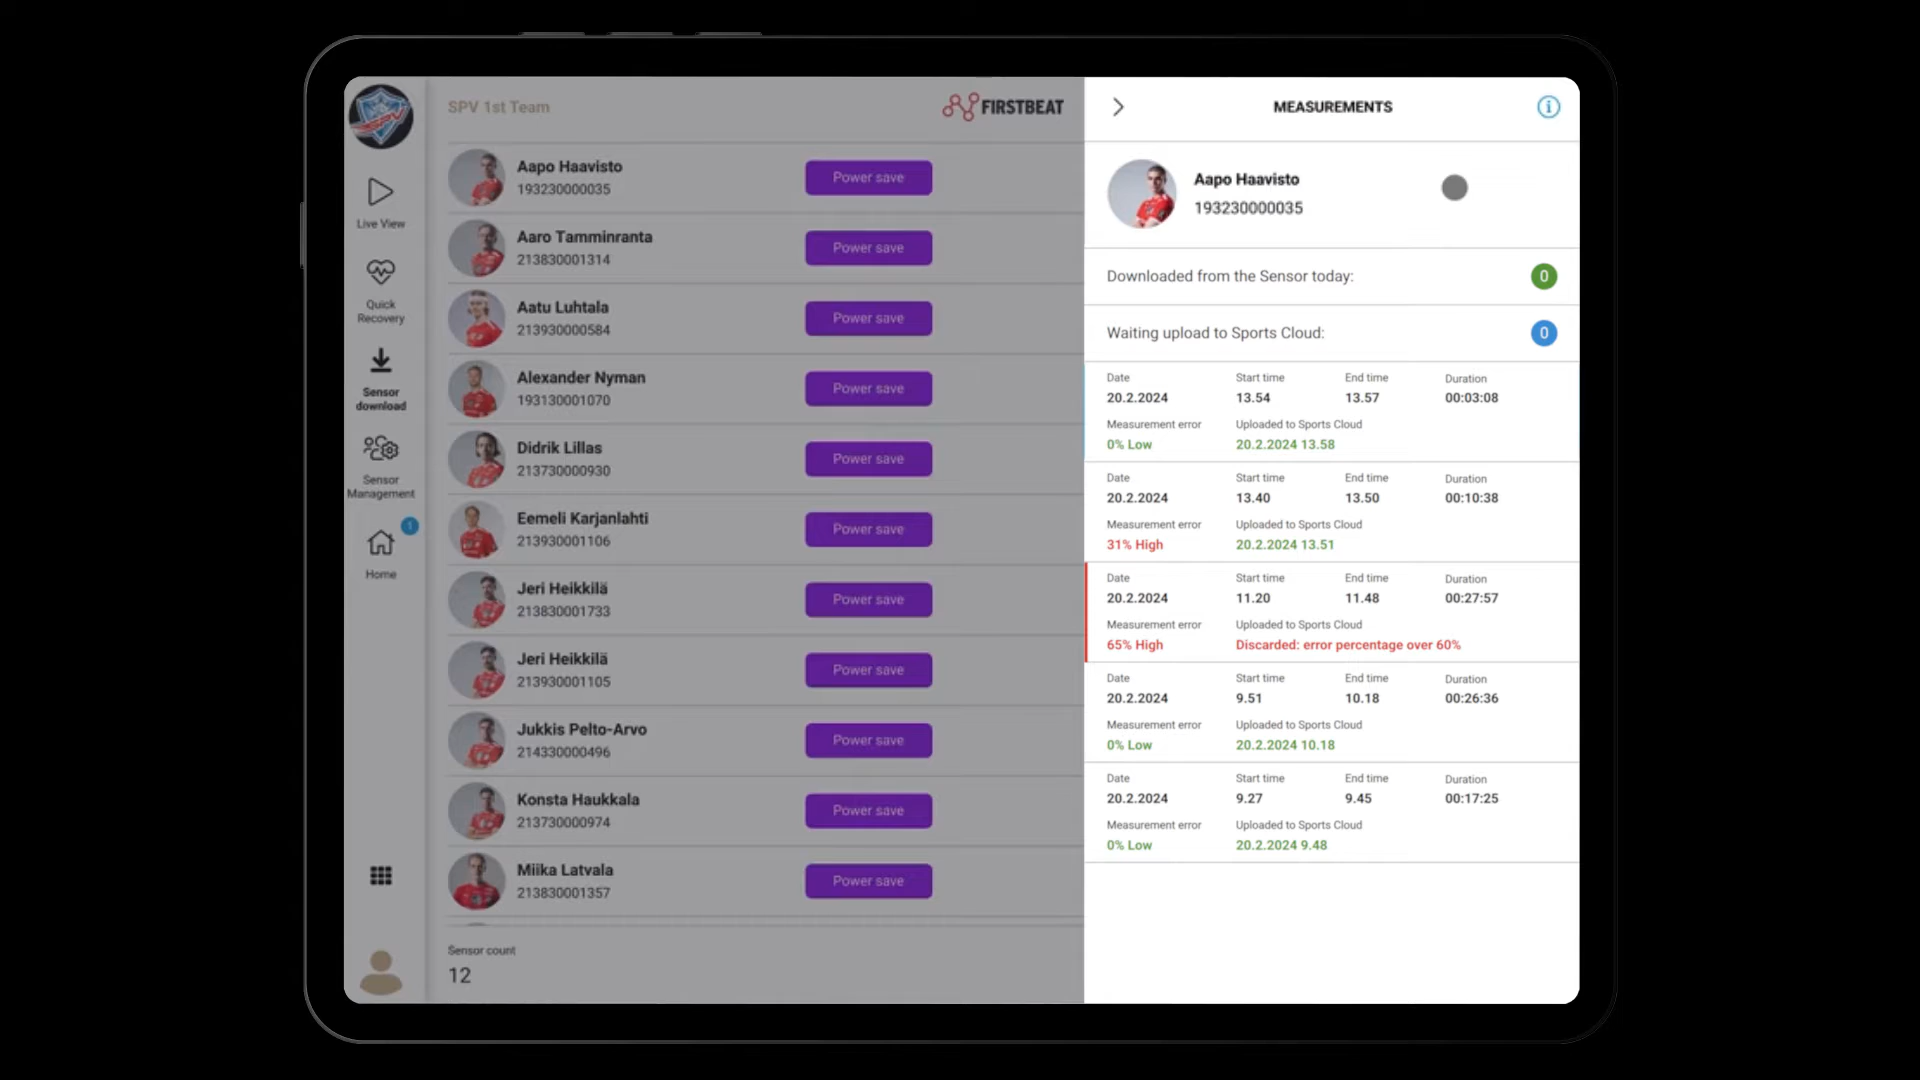 SPV
Live View
Quick
Recovery
Sensor
download
Sensor
Management
1
Home
SPV 1st Team
FIRSTBEAT
Aapo Haavisto
193230000035
Power save
Aaro Tamminranta
213830001314
Power save
Aatu Luhtala
213930000584
Power save
Alexander Nyman
193130001070
Power save
Didrik Lillas
213730000930
Power save
Eemeli Karjanlahti
213930001106
Power save
Jeri Heikkilä
213830001733
Power save
Jeri Heikkilä
213930001105
Power save
Jukkis Pelto-Arvo
214330000496
Power save
Konsta Haukkala
213730000974
Power save
Miika Latvala
213830001357
Power save
Sensor count
12
MEASUREMENTS
Aapo Haavisto
193230000035
Downloaded from the Sensor today: 0
Waiting upload to Sports Cloud: 0
Date Start time End time Duration
20.2.2024 13.54 13.57 00:03:08
Measurement error Uploaded to Sports Cloud
0% Low 20.2.2024 13.58
Date Start time End time Duration
20.2.2024 13.40 13.50 00:10:38
Measurement error Uploaded to Sports Cloud
31% High 20.2.2024 13.51
Date Start time End time Duration
20.2.2024 11.20 11.48 00:27:57
Measurement error Uploaded to Sports Cloud
65% High Discarded: error percentage over 60%
Date Start time End time Duration
20.2.2024 9.51 10.18 00:26:36
Measurement error Uploaded to Sports Cloud
0% Low 20.2.2024 10.18
Date Start time End time Duration
20.2.2024 9.27 9.45 00:17:25
Measurement error Uploaded to Sports Cloud
0% Low 20.2.2024 9.48